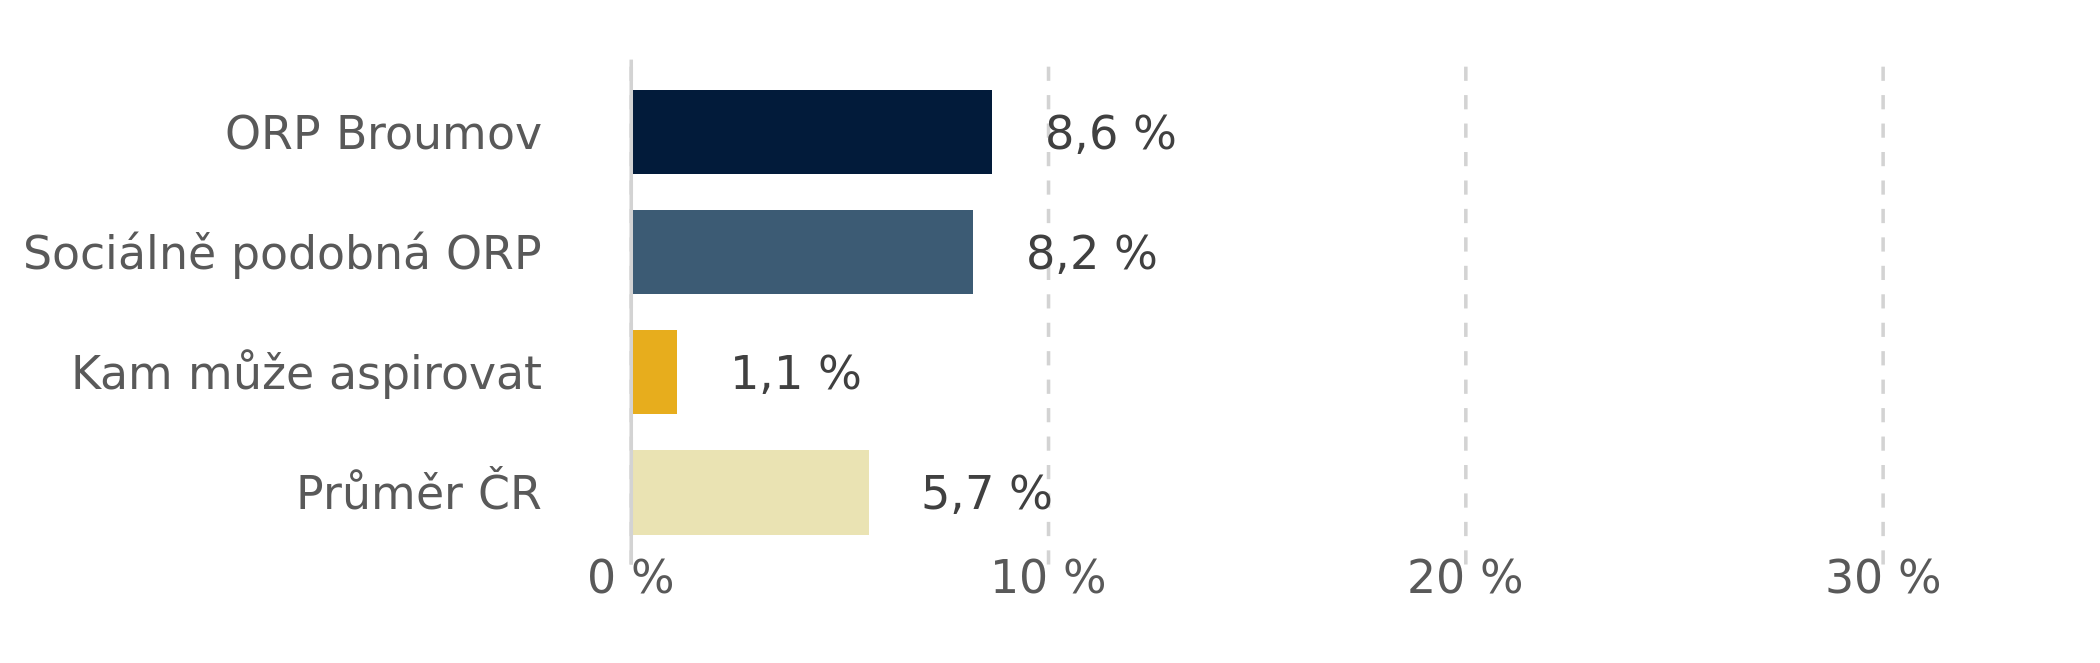 ORP Broumov 8,6 %
Sociálně podobná ORP 8,2 %
Kam může aspirovat 1,1 %
Průměr ČR 5,7 %
0 % 10 % 20 % 30 %